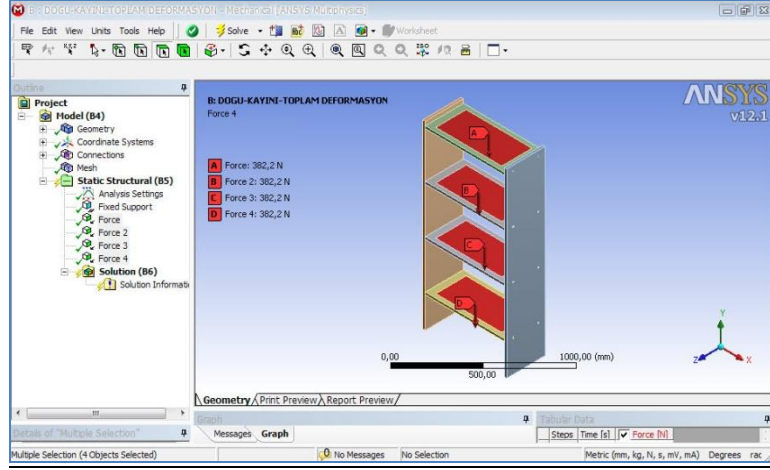 B : DOGU-KAYINI-TOPLAM DEFORMASYON - Mechanical [ANSYS Multiphysics]
File Edit View Units Tools Help Solve Worksheet
Outline
Project
Model (B4)
Geometry
Coordinate Systems
Connections
Mesh
Static Structural (B5)
Analysis Settings
Fixed Support
Force
Force 2
Force 3
Force 4
Solution (B6)
Solution Informati
B: DOGU-KAYINI-TOPLAM DEFORMASYON
Force 4
A Force: 382,2 N
B Force 2: 382,2 N
C Force 3: 382,2 N
D Force 4: 382,2 N
ANSYS
v12.1
A
B
C
D
0,00 1000,00 (mm)
500,00
Y
Z X
Geometry Print Preview Report Preview
Details of "Multiple Selection"
Graph
Messages Graph
Tabular Data
Steps Time [s] Force [N]
Multiple Selection (4 Objects Selected) No Messages No Selection Metric (mm, kg, N, s, mV, mA) Degrees rac